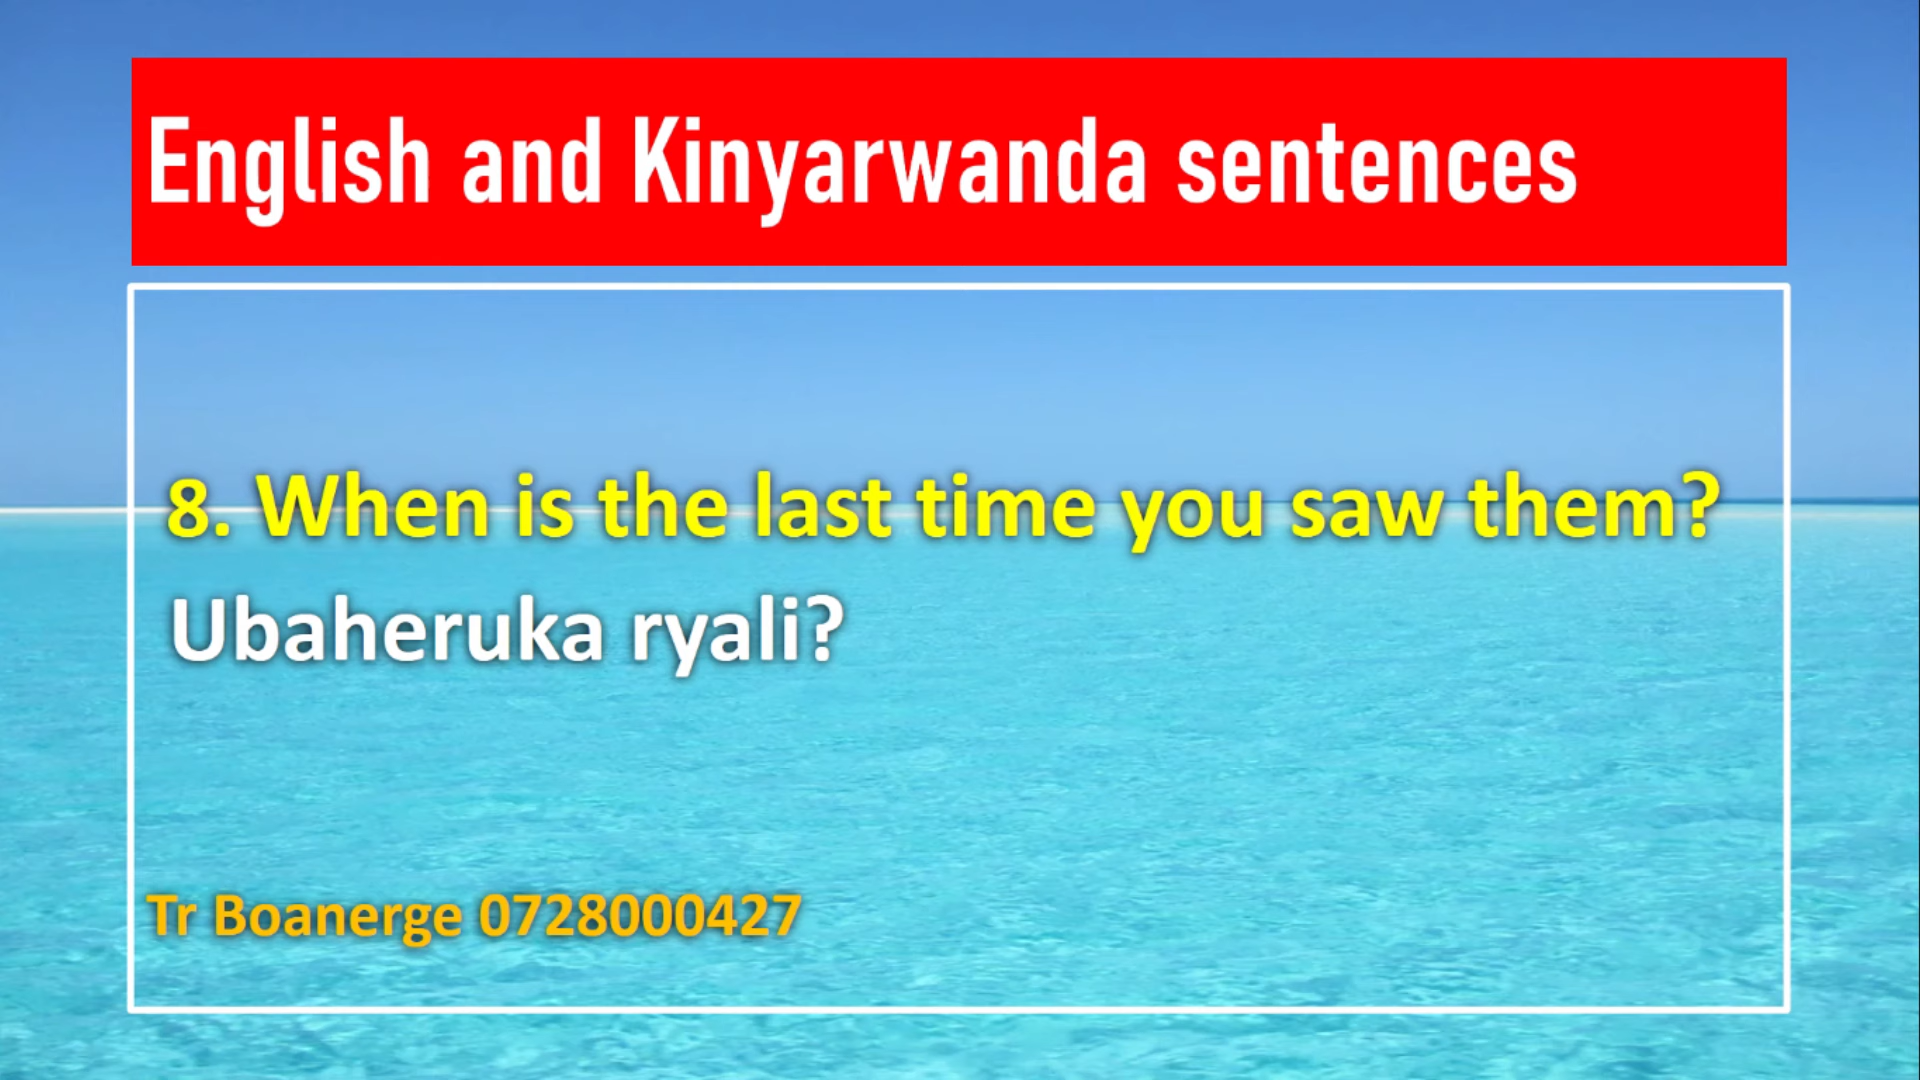 English and Kinyarwanda sentences
8. When is the last time you saw them?
Ubaheruka ryali?
Tr Boanerge 0728000427